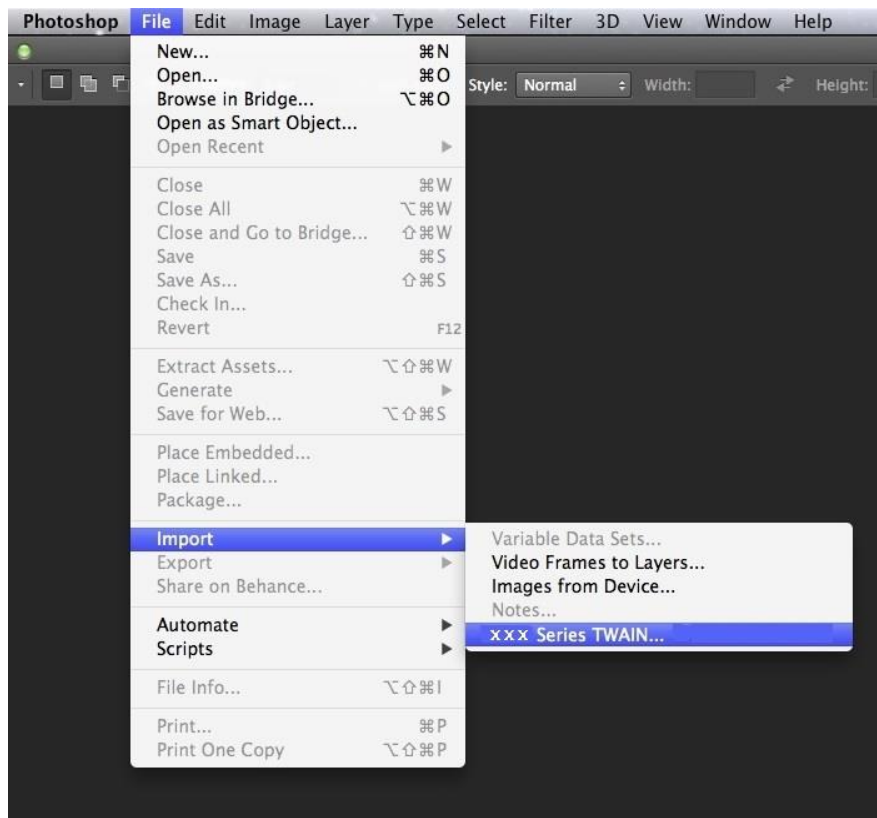 Photoshop File Edit Image Layer Type Select Filter 3D View Window Help
Style: Normal Width: Height:
New... ⌘N
Open... ⌘O
Browse in Bridge... ⌥⌘O
Open as Smart Object...
Open Recent ▶
Close ⌘W
Close All ⌥⌘W
Close and Go to Bridge... ⇧⌘W
Save ⌘S
Save As... ⇧⌘S
Check In...
Revert F12
Extract Assets... ⌥⇧⌘W
Generate ▶
Save for Web... ⌥⇧⌘S
Place Embedded...
Place Linked...
Package...
Import ▶
Export ▶
Share on Behance...
Automate ▶
Scripts ▶
File Info... ⌥⇧⌘I
Print... ⌘P
Print One Copy ⌥⇧⌘P
Variable Data Sets...
Video Frames to Layers...
Images from Device...
Notes...
xxx Series TWAIN...